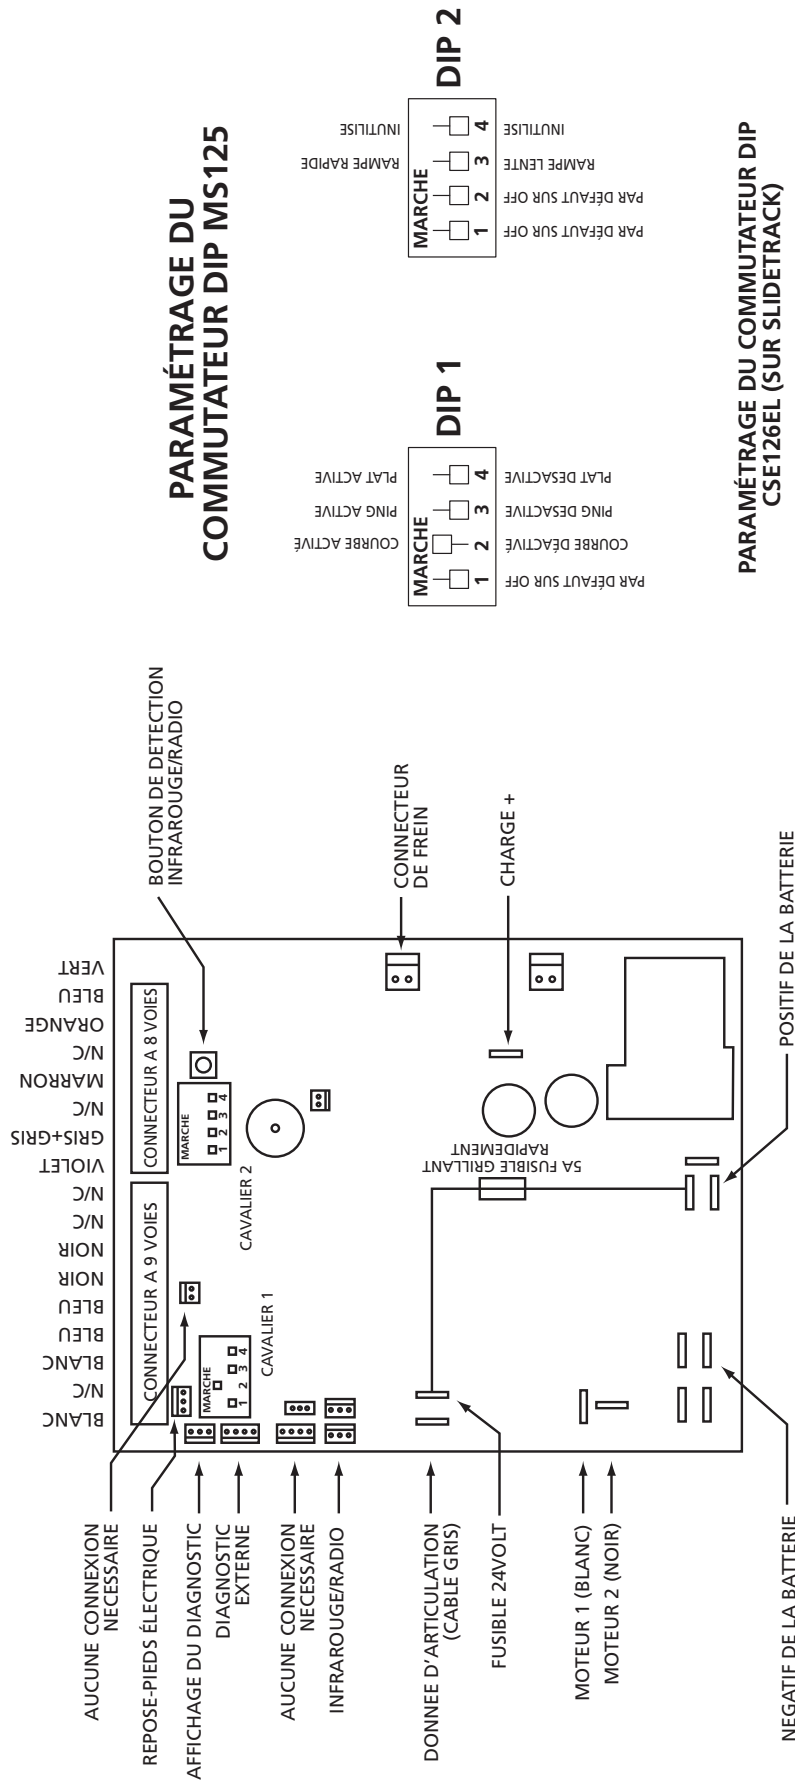 PARAMÉTRAGE DU
COMMUTATEUR DIP MS125
AUCUNE CONNEXION
NECESSAIRE
REPOSE-PIEDS ÉLECTRIQUE
AFFICHAGE DU DIAGNOSTIC
DIAGNOSTIC
EXTERNE
AUCUNE CONNEXION
NECESSAIRE
INFRAROUGE/RADIO
DONNEE D'ARTICULATION
(CABLE GRIS)
FUSIBLE 24VOLT
MOTEUR 1 (BLANC)
MOTEUR 2 (NOIR)
NEGATIF DE LA BATTERIE
BLANC
N/C
BLANC
BLEU
BLEU
NOIR
NOIR
N/C
N/C
VIOLET
GRIS+GRIS
N/C
MARRON
N/C
ORANGE
BLEU
VERT
CONNECTEUR A 9 VOIES
CONNECTEUR A 8 VOIES
MARCHE
1 2 3 4
CAVALIER 1
MARCHE
1 2 3 4
CAVALIER 2
5A FUSIBLE GRILLANT
RAPIDEMENT
BOUTON DE DETECTION
INFRAROUGE/RADIO
CONNECTEUR
DE FREIN
CHARGE +
POSITIF DE LA BATTERIE
DIP 1
COURBE ACTIVÉ
PING ACTIVE
PLAT ACTIVE
MARCHE
1 2 3 4
PAR DÉFAUT SUR OFF
COURBE DÉACTIVÉ
PING DESACTIVE
PLAT DESACTIVE
DIP 2
RAMPE RAPIDE
INUTILISE
MARCHE
1 2 3 4
PAR DÉFAUT SUR OFF
PAR DÉFAUT SUR OFF
RAMPE LENTE
INUTILISE
PARAMÉTRAGE DU COMMUTATEUR DIP
CSE126EL (SUR SLIDETRACK)